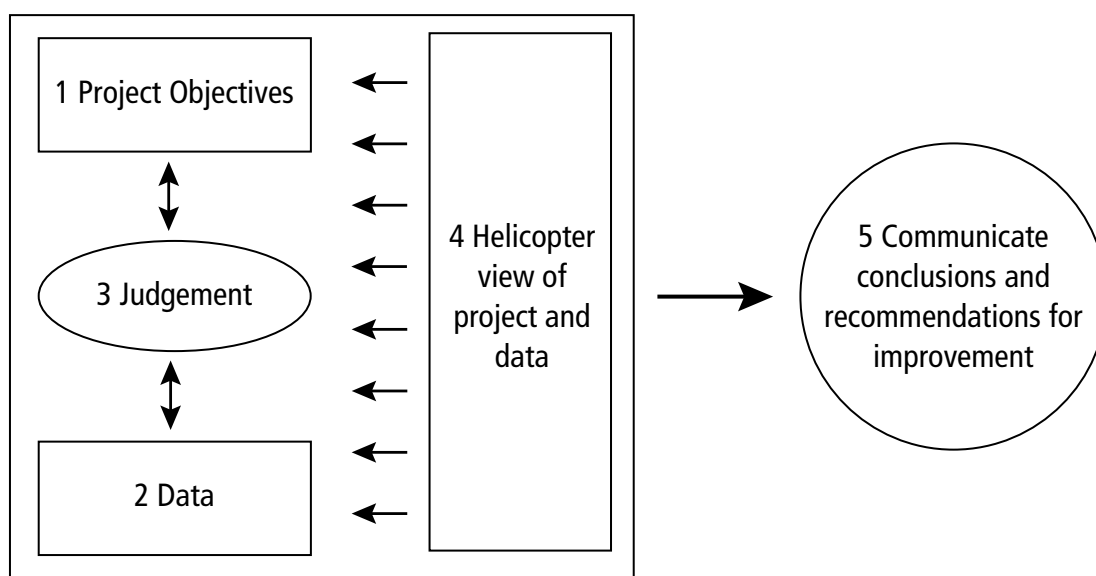 1 Project Objectives
3 Judgement
2 Data
4 Helicopter
view of
project and
data
5 Communicate
conclusions and
recommendations for
improvement